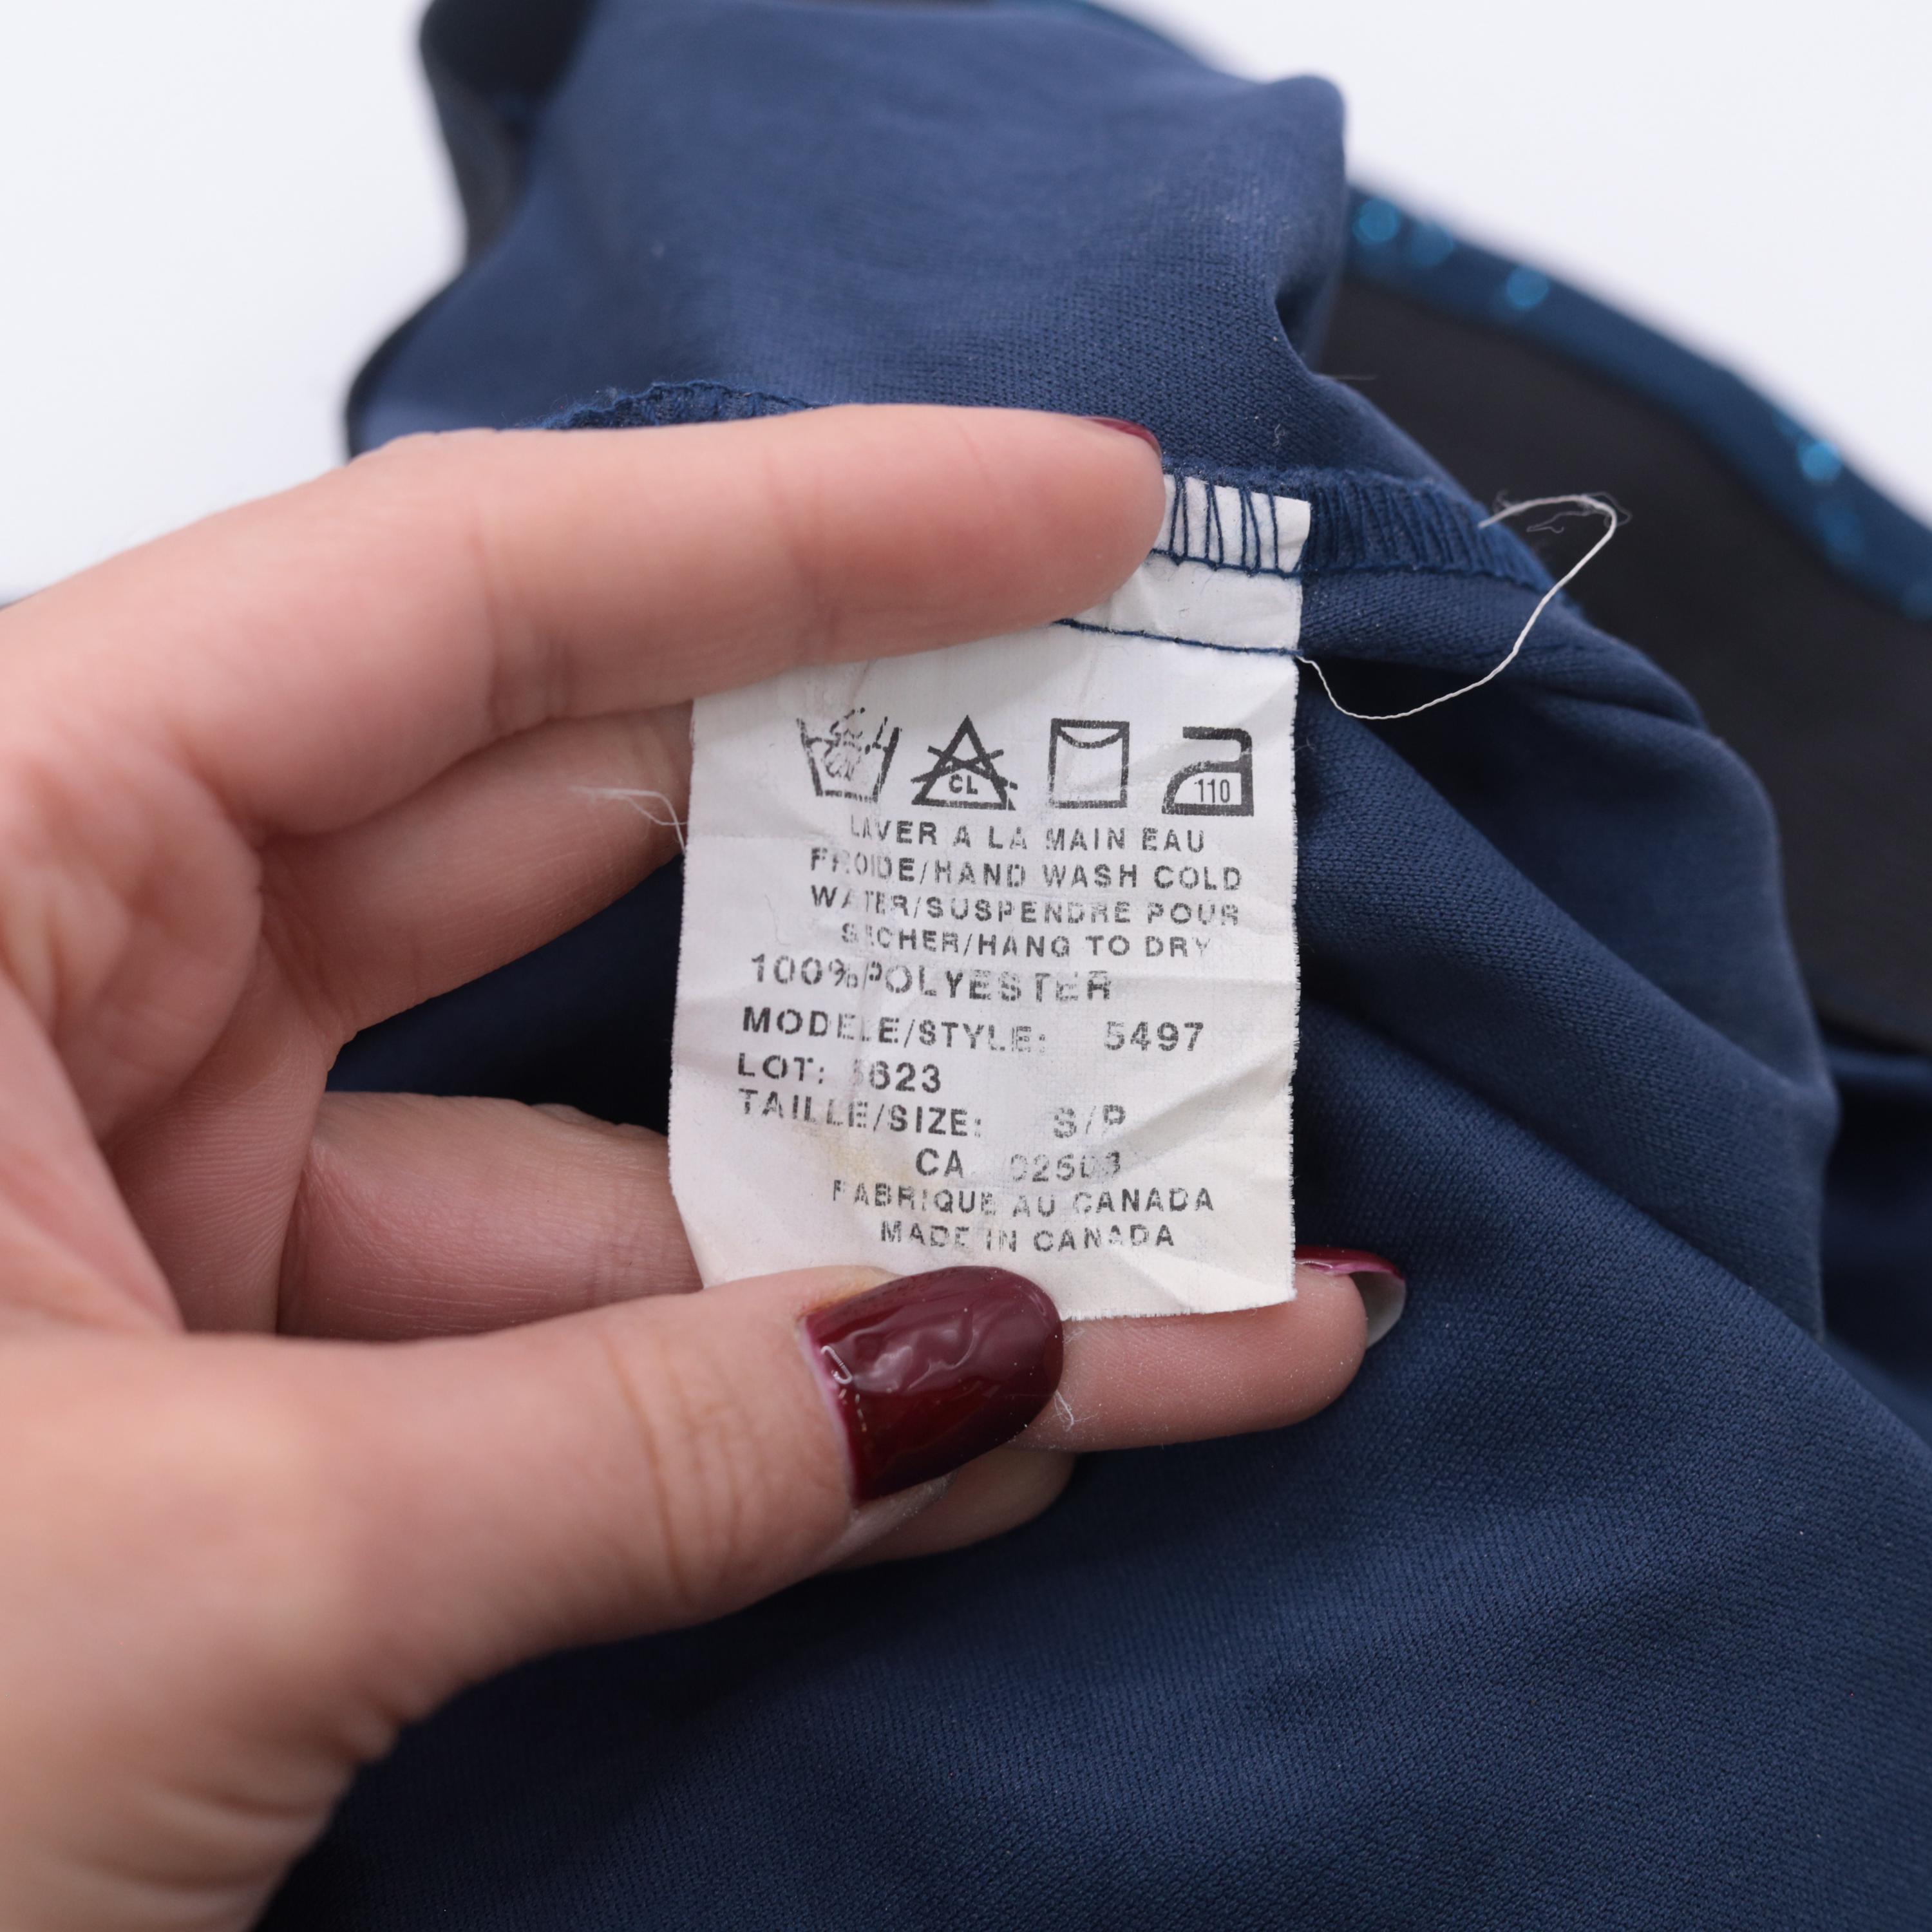 CL
110
LAVER A LA MAIN EAU
FROIDE/HAND WASH COLD
WATER/SUSPENDRE POUR
SECHER/HANG TO DRY
100%POLYESTER
MODELE/STYLE: 5497
LOT:
TAILLE/SIZE: S/P
CA
FABRIQUE AU CANADA
MADE IN CANADA